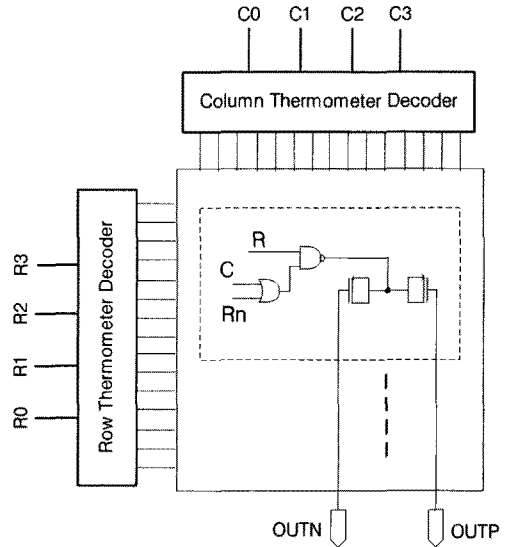 C0 C1 C2 C3
Column Thermometer Decoder
Row Thermometer Decoder
R3
R2
R1
R0
R
C
Rn
OUTN
OUTP